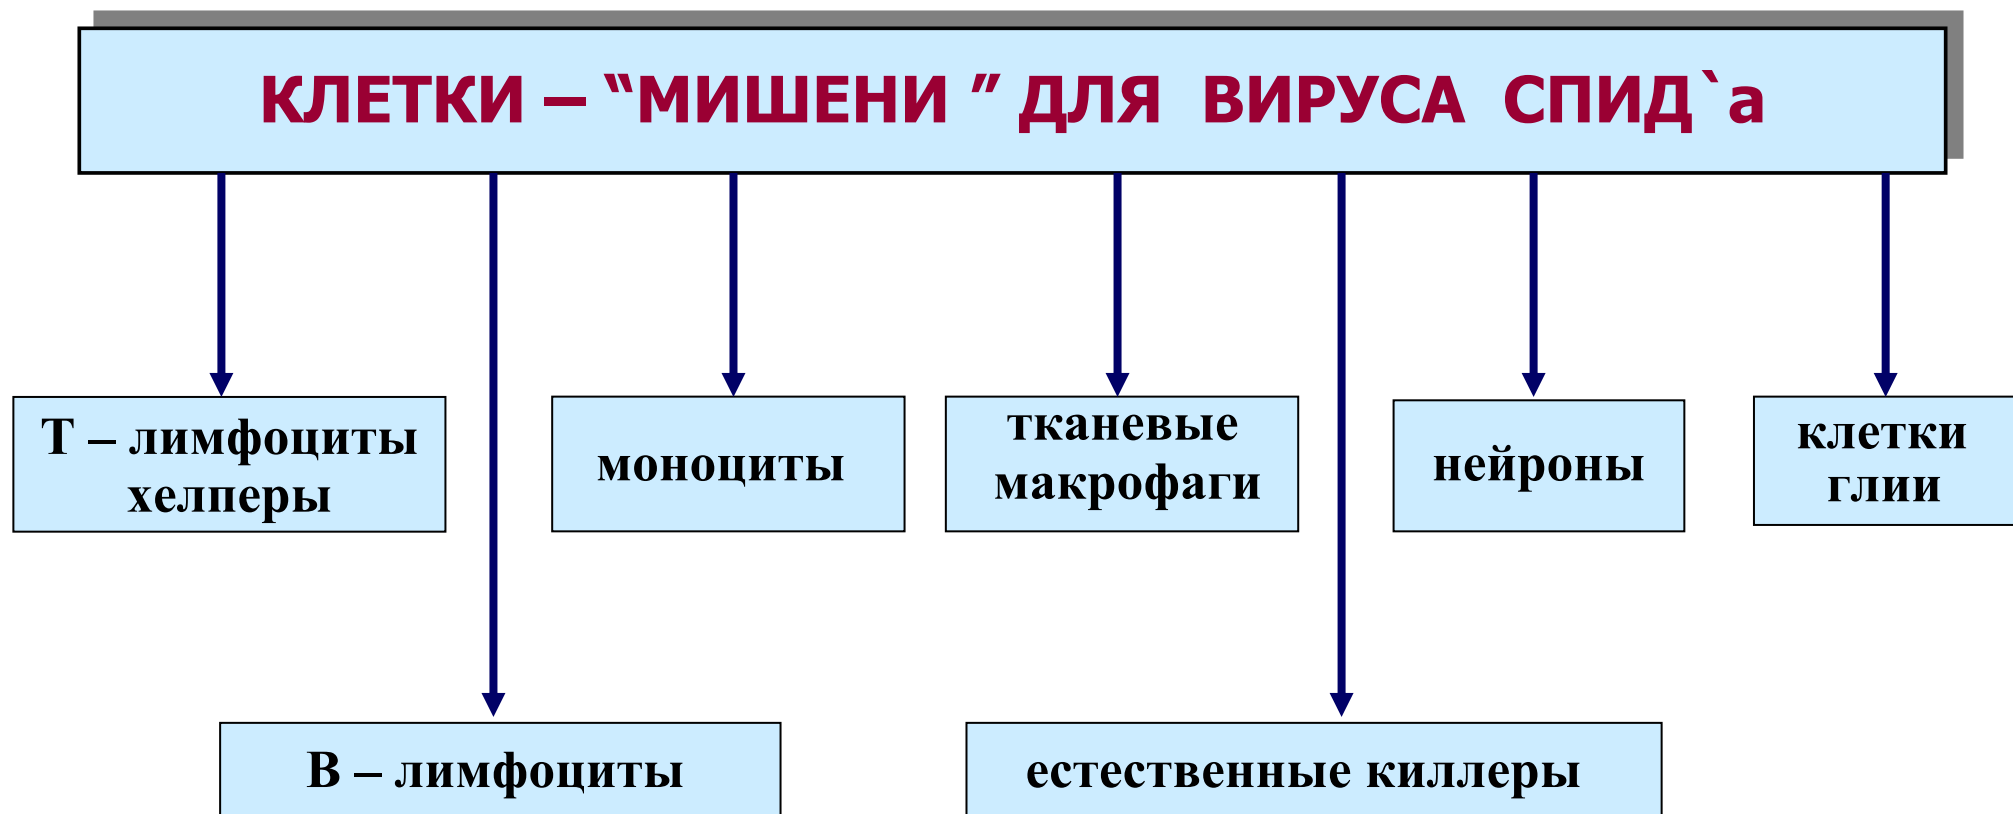 КЛЕТКИ – “МИШЕНИ ” ДЛЯ ВИРУСА СПИД`а
Т – лимфоциты
хелперы
моноциты
тканевые
макрофаги
нейроны
клетки
глии
В – лимфоциты
естественные киллеры